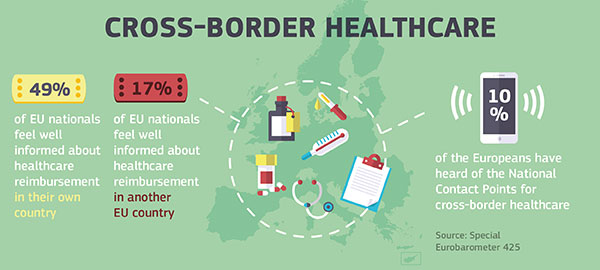 CROSS-BORDER HEALTHCARE
49%
of EU nationals
feel well
informed about
healthcare
reimbursement
in their own
country
17%
of EU nationals
feel well
informed about
healthcare
reimbursement
in another
EU country
10
%
of the Europeans have
heard of the National
Contact Points for
cross-border healthcare
Source: Special
Eurobarometer 425